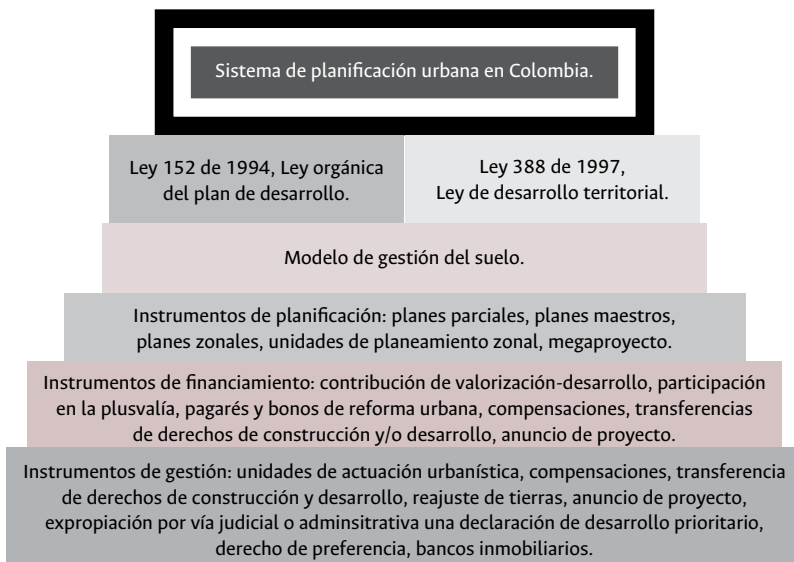 Sistema de planificación urbana en Colombia.
Ley 152 de 1994, Ley orgánica
del plan de desarrollo.
Ley 388 de 1997,
Ley de desarrollo territorial.
Modelo de gestión del suelo.
Instrumentos de planificación: planes parciales, planes maestros,
planes zonales, unidades de planeamiento zonal, megaproyecto.
Instrumentos de financiamiento: contribución de valorización-desarrollo, participación
en la plusvalía, pagarés y bonos de reforma urbana, compensaciones, transferencias
de derechos de construcción y/o desarrollo, anuncio de proyecto.
Instrumentos de gestión: unidades de actuación urbanística, compensaciones, transferencia
de derechos de construcción y desarrollo, reajuste de tierras, anuncio de proyecto,
expropiación por vía judicial o adminsitrativa una declaración de desarrollo prioritario,
derecho de preferencia, bancos inmobiliarios.